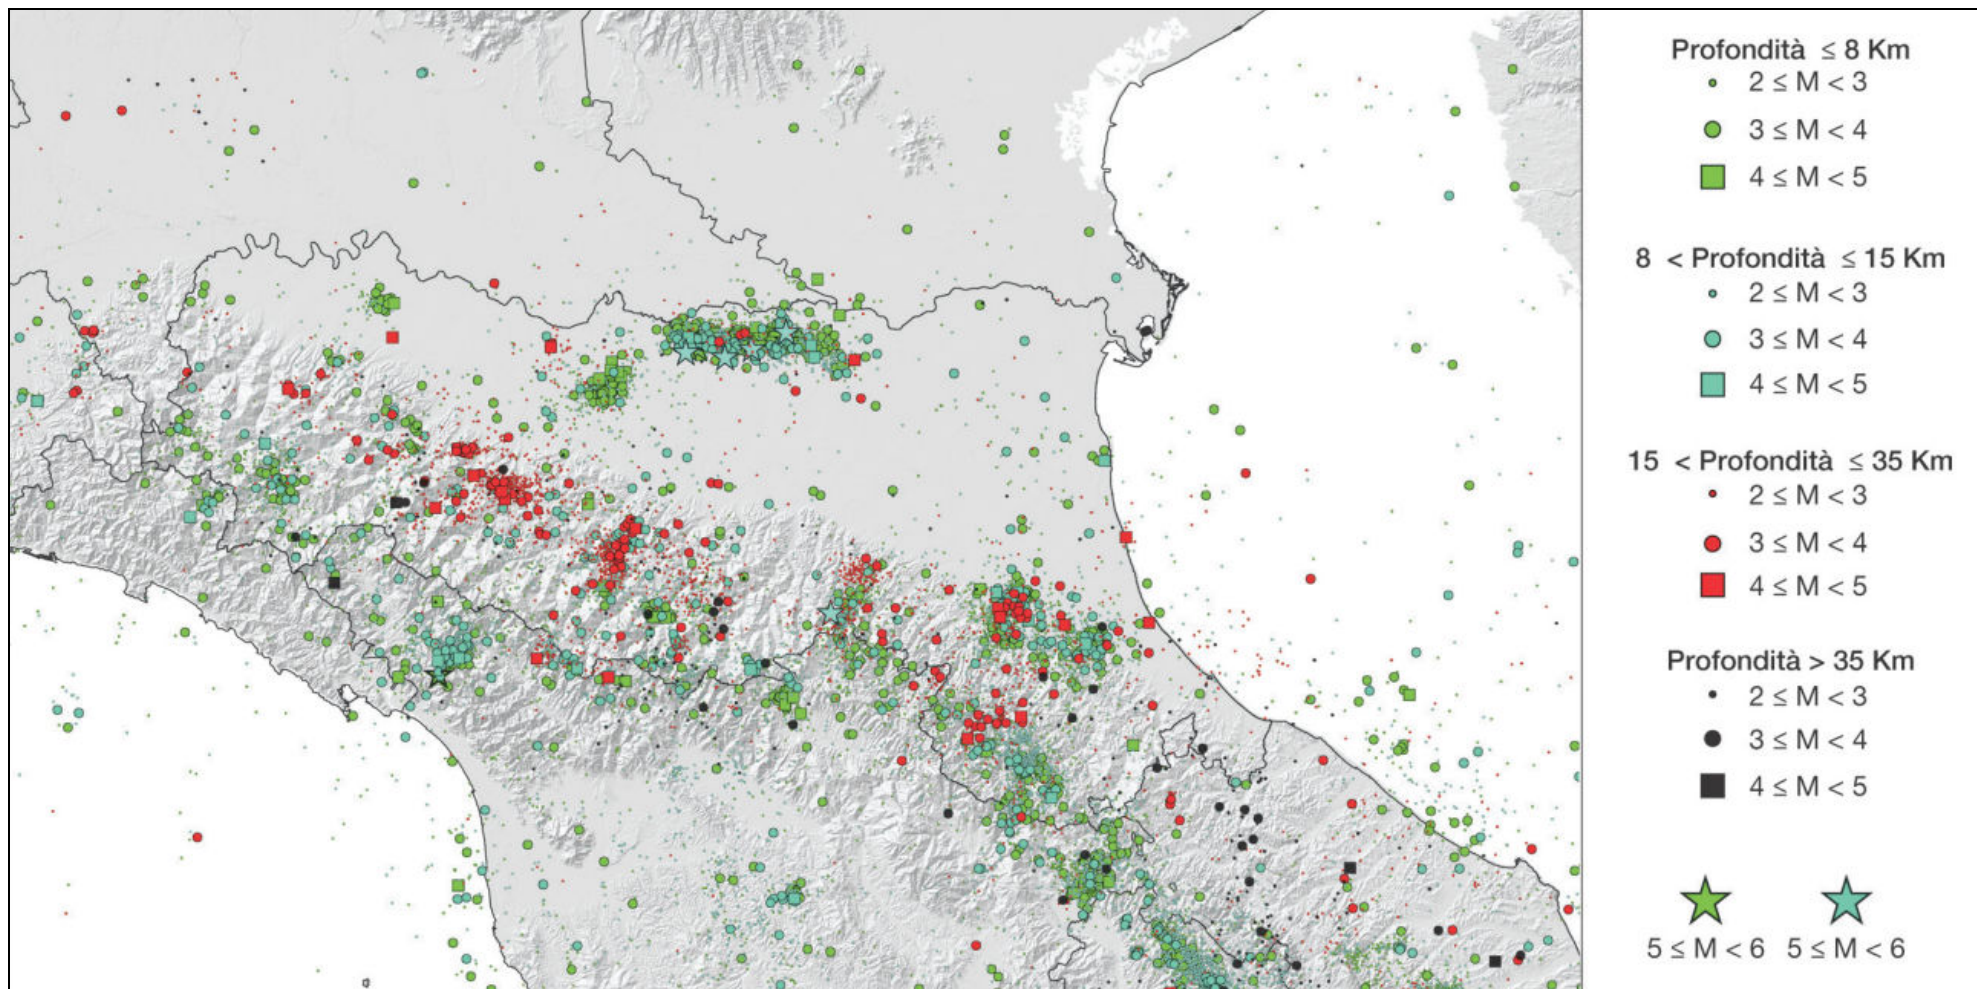 Profondità ≤ 8 Km
2 ≤ M < 3
3 ≤ M < 4
4 ≤ M < 5
8 < Profondità ≤ 15 Km
2 ≤ M < 3
3 ≤ M < 4
4 ≤ M < 5
15 < Profondità ≤ 35 Km
2 ≤ M < 3
3 ≤ M < 4
4 ≤ M < 5
Profondità > 35 Km
2 ≤ M < 3
3 ≤ M < 4
4 ≤ M < 5
5 ≤ M < 6 5 ≤ M < 6